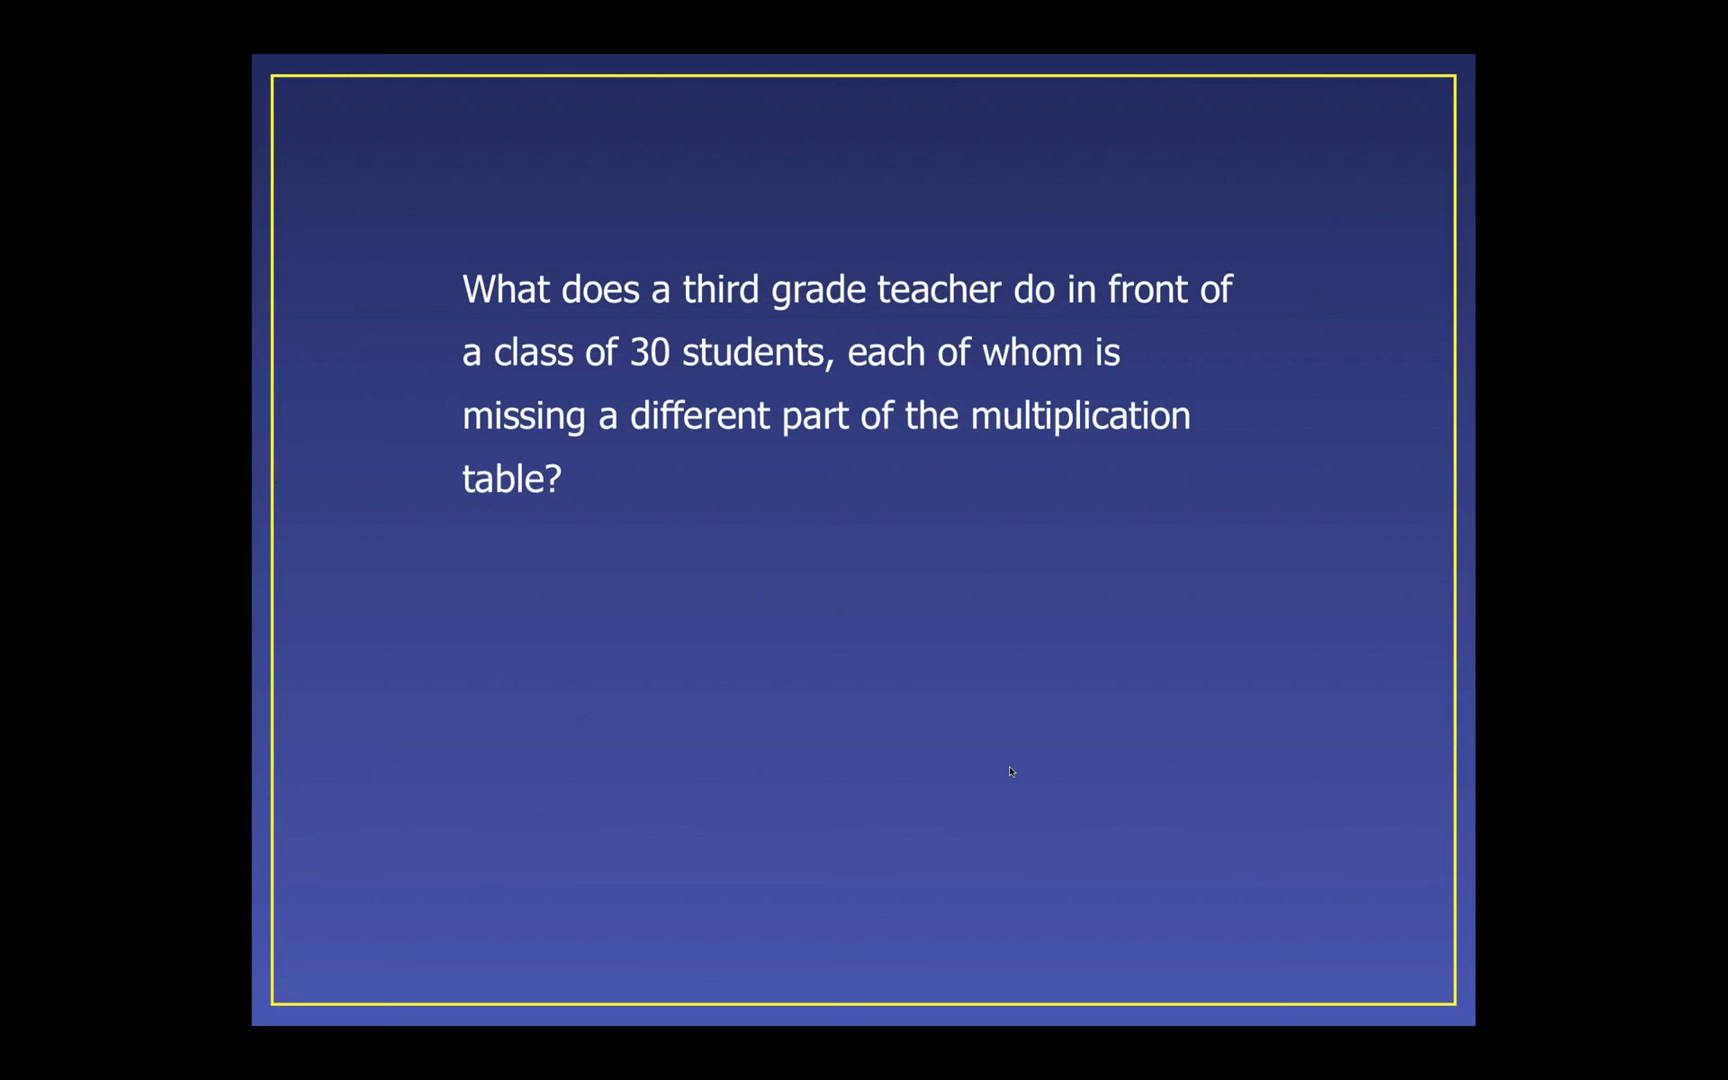 What does a third grade teacher do in front of
a class of 30 students, each of whom is
missing a different part of the multiplication
table?